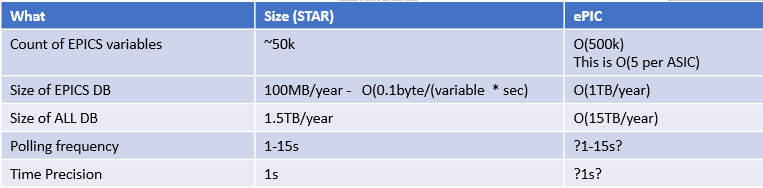 What Size (STAR) ePIC
Count of EPICS variables ~50k O(500k)
This is O(5 per ASIC)
Size of EPICS DB 100MB/year - O(0.1byte/(variable * sec) O(1TB/year)
Size of ALL DB 1.5TB/year O(15TB/year)
Polling frequency 1-15s ?1-15s?
Time Precision 1s ?1s?